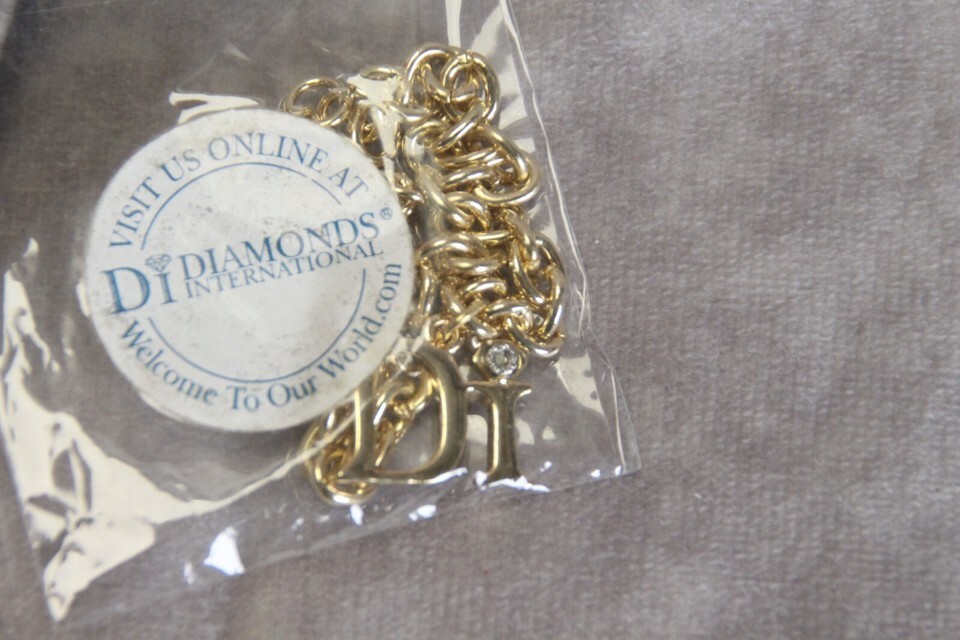 VISIT US ONLINE AT
Di DIAMONDS®
INTERNATIONAL
Welcome To Our World.com
DI